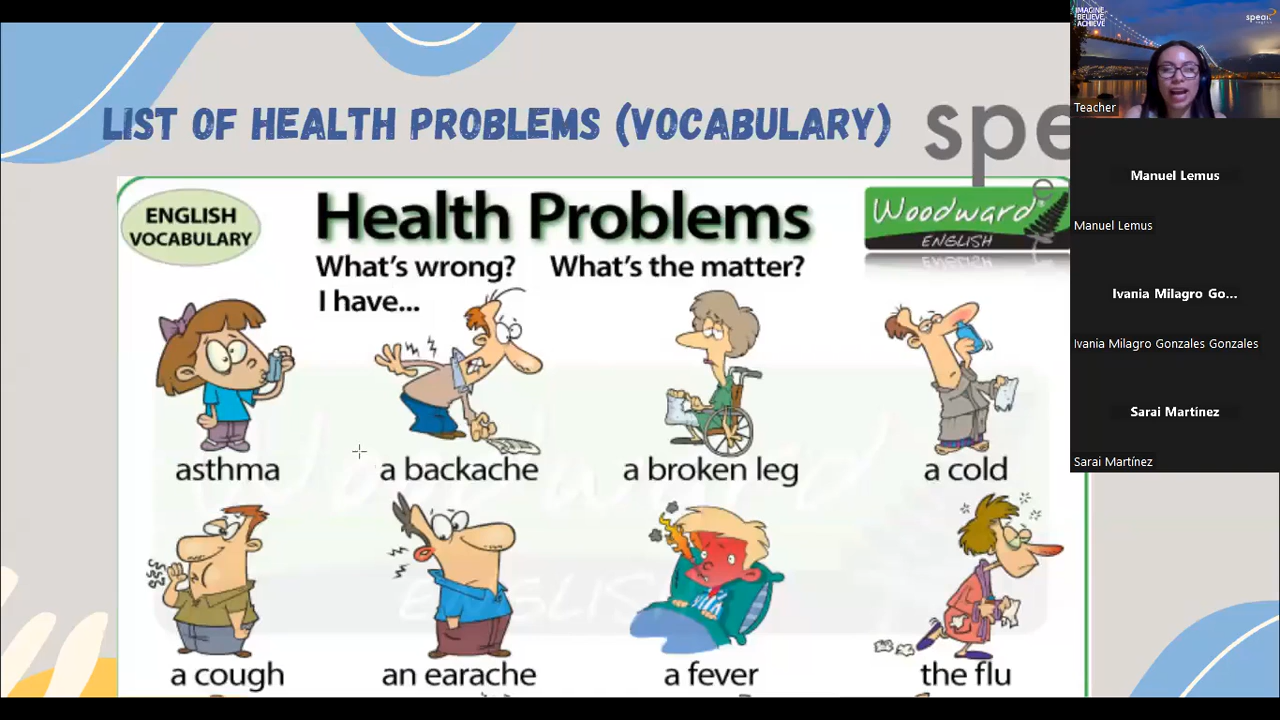 LIST OF HEALTH PROBLEMS (VOCABULARY)
spe
e
ENGLISH
VOCABULARY
Health Problems
What's wrong? What's the matter?
I have...
Woodward
ENGLISH
asthma
a backache
a broken leg
a cold
a cough
an earache
a fever
the flu
IMAGINE
BELIEVE
ACHIEVE
speak
Teacher
Manuel Lemus
Manuel Lemus
Ivania Milagro Go...
Ivania Milagro Gonzales Gonzales
Sarai Martínez
Sarai Martínez